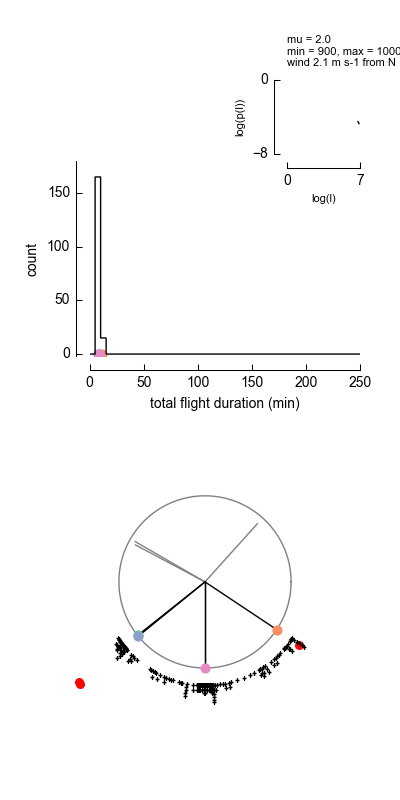 mu = 2.0
min = 900, max = 1000
wind 2.1 m s-1 from N
0
log(p(l))
−8
0
7
log(l)
150
count
100
50
0
0
50
100
150
200
250
total flight duration (min)